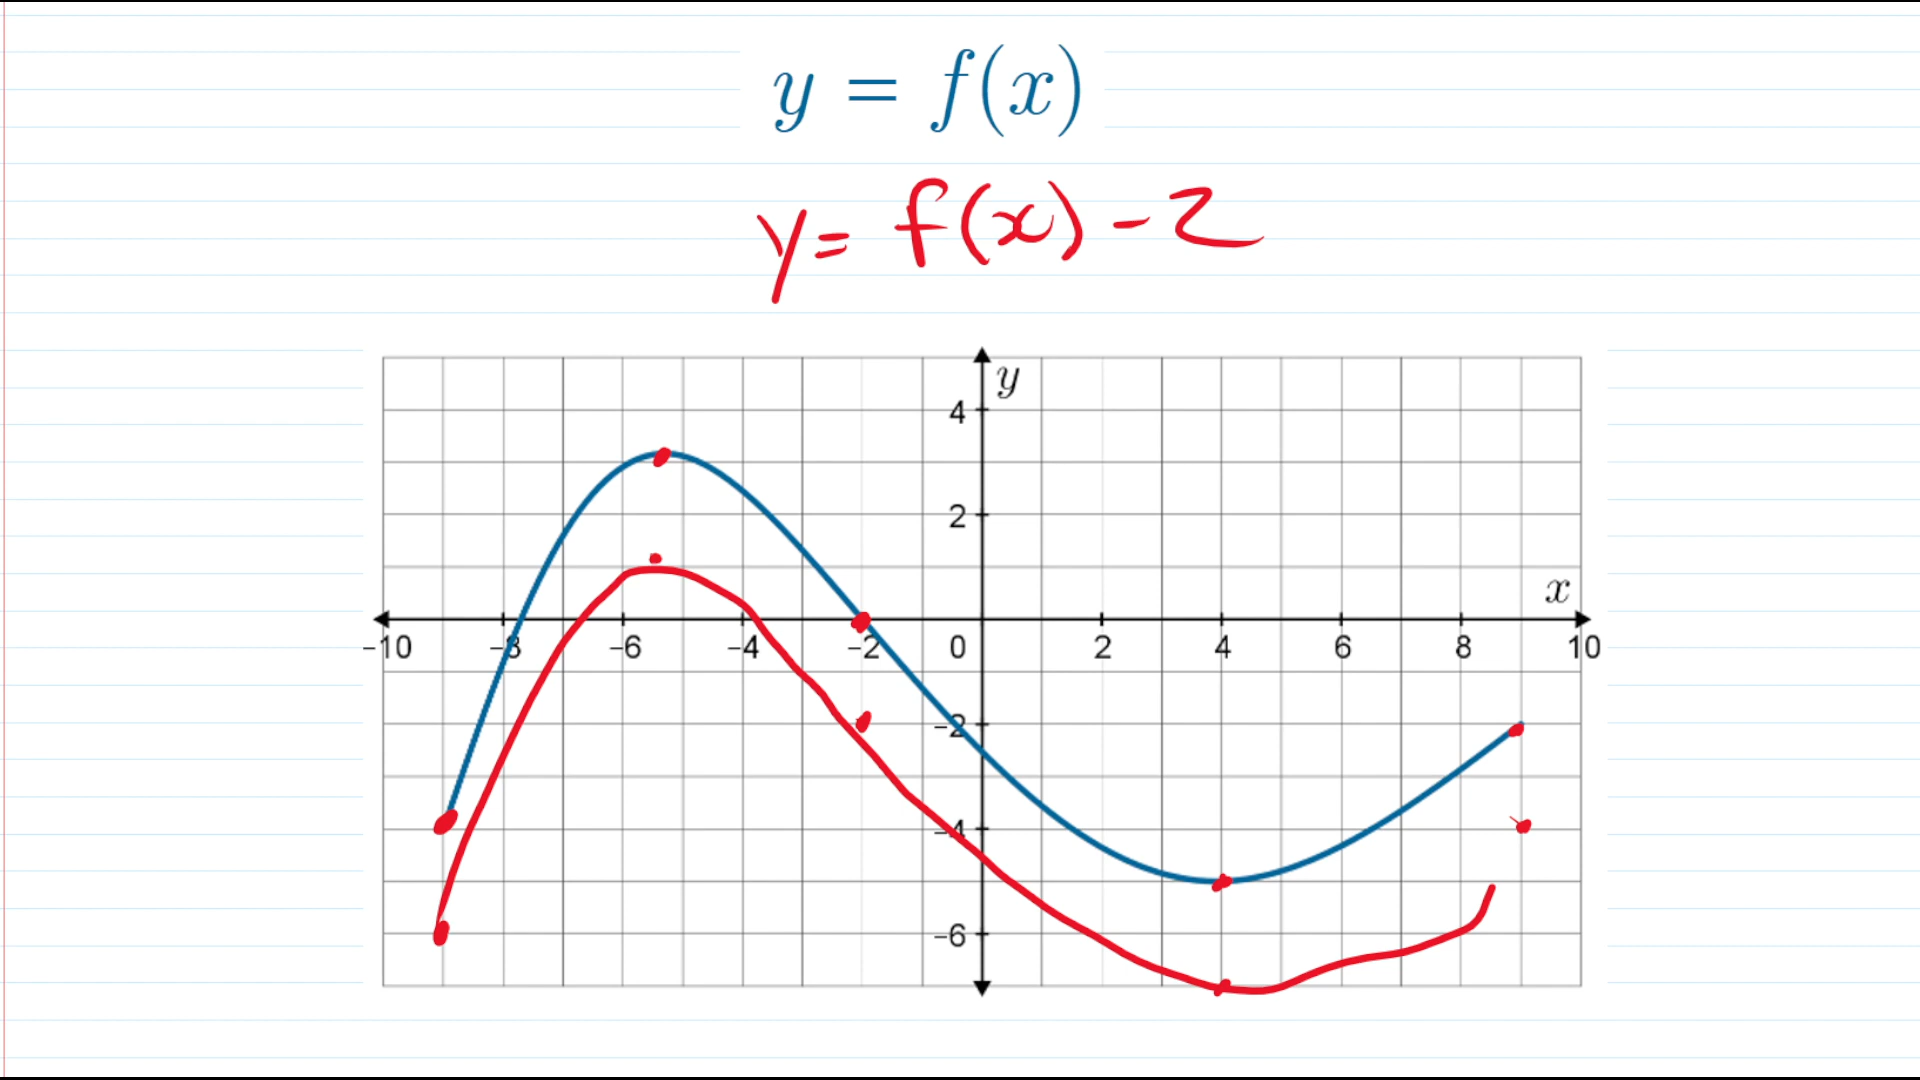 y = f(x)
y = f(x) - 2
y
4
2
x
−10 −8 −6 −4 −2 0 2 4 6 8 10
−2
−4
−6